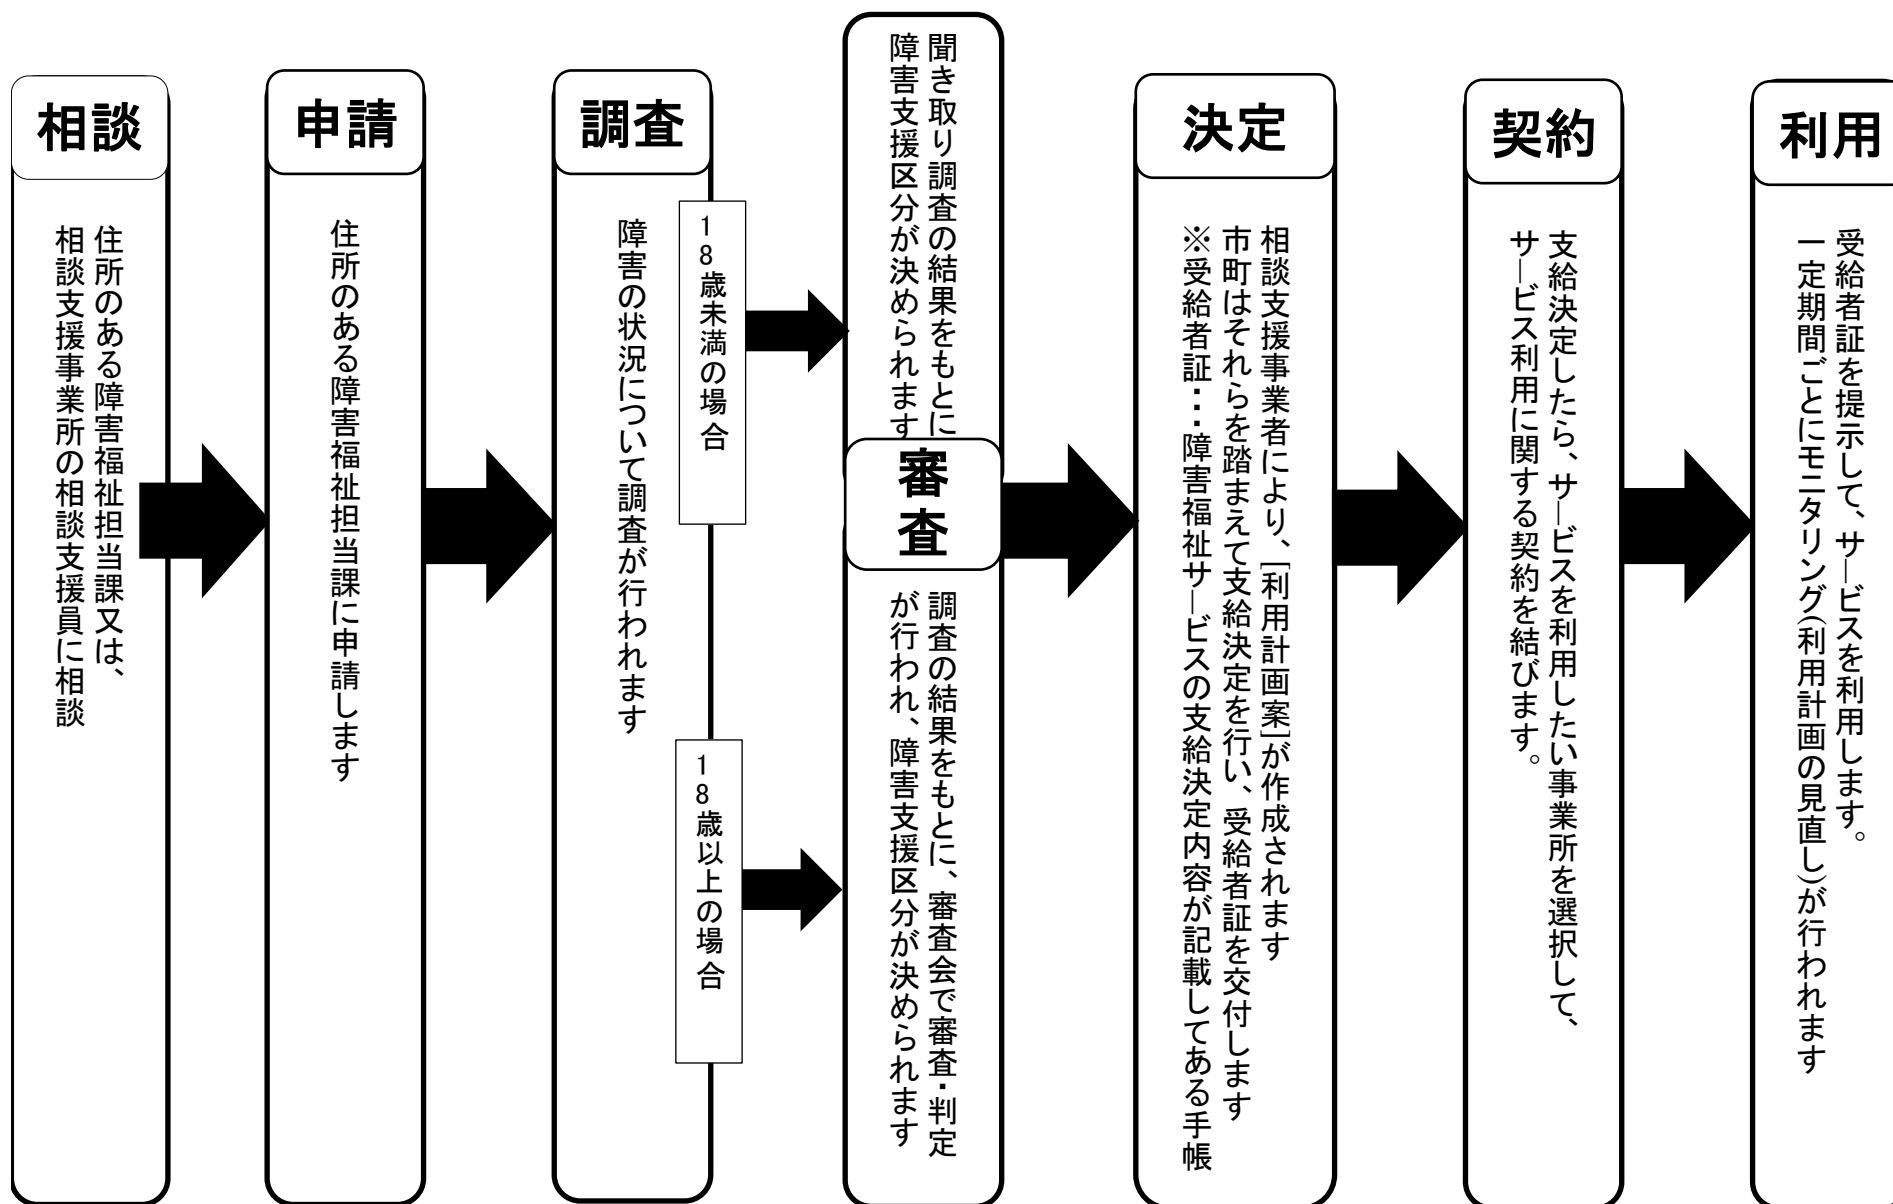 相談
住所のある障害福祉担当課又は、
相談支援事業所の相談支援員に相談
申請
住所のある障害福祉担当課に申請します
調査
障害の状況について調査が行われます
18歳未満の場合
18歳以上の場合
聞き取り調査の結果をもとに
障害支援区分が決められます
審査
調査の結果をもとに、審査会で審査・判定
が行われ、障害支援区分が決められます
決定
相談支援事業者により、[利用計画案]が作成されます
市町はそれらを踏まえて支給決定を行い、受給者証を交付します
※受給者証・・・障害福祉サービスの支給決定内容が記載してある手帳
契約
支給決定したら、サービスを利用したい事業所を選択して、
サービス利用に関する契約を結びます。
利用
受給者証を提示して、サービスを利用します。
一定期間ごとにモニタリング(利用計画の見直し)が行われます